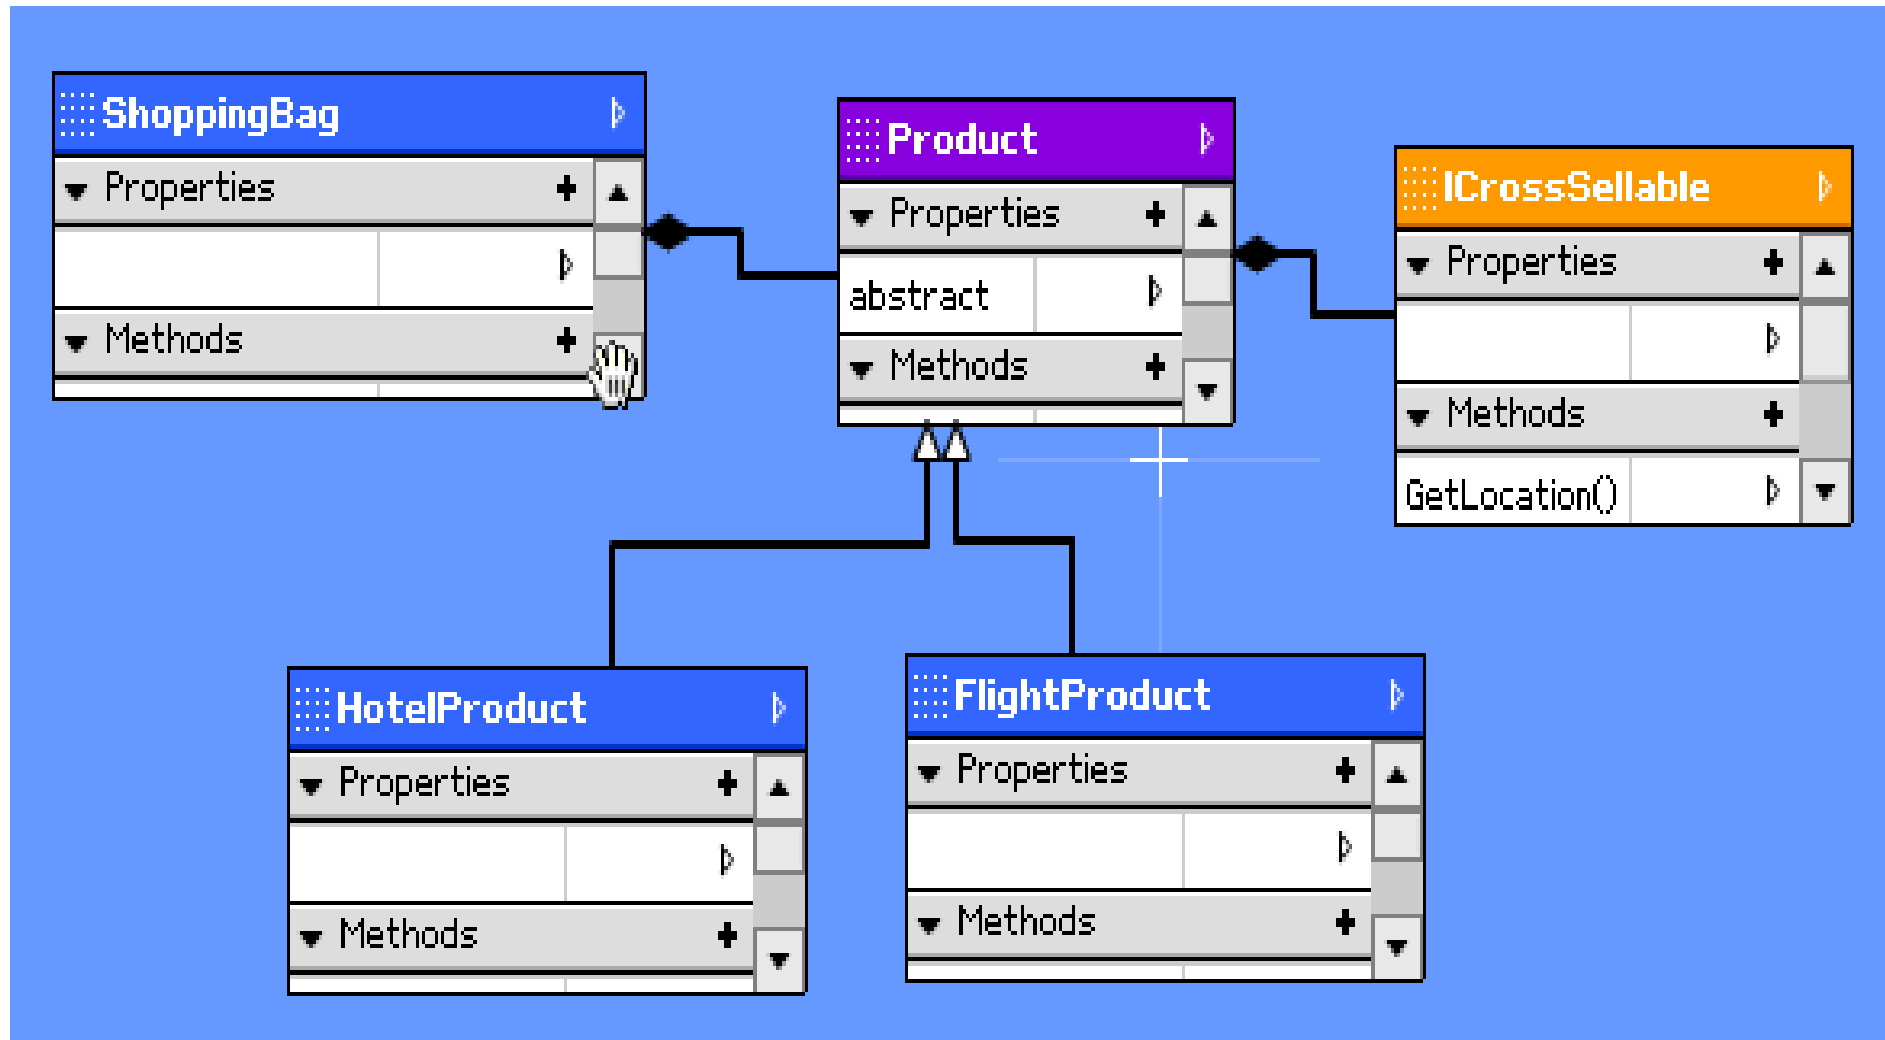 ShoppingBag
Properties
Methods
Product
Properties
abstract
Methods
ICrossSellable
Properties
Methods
GetLocation()
HotelProduct
Properties
Methods
FlightProduct
Properties
Methods